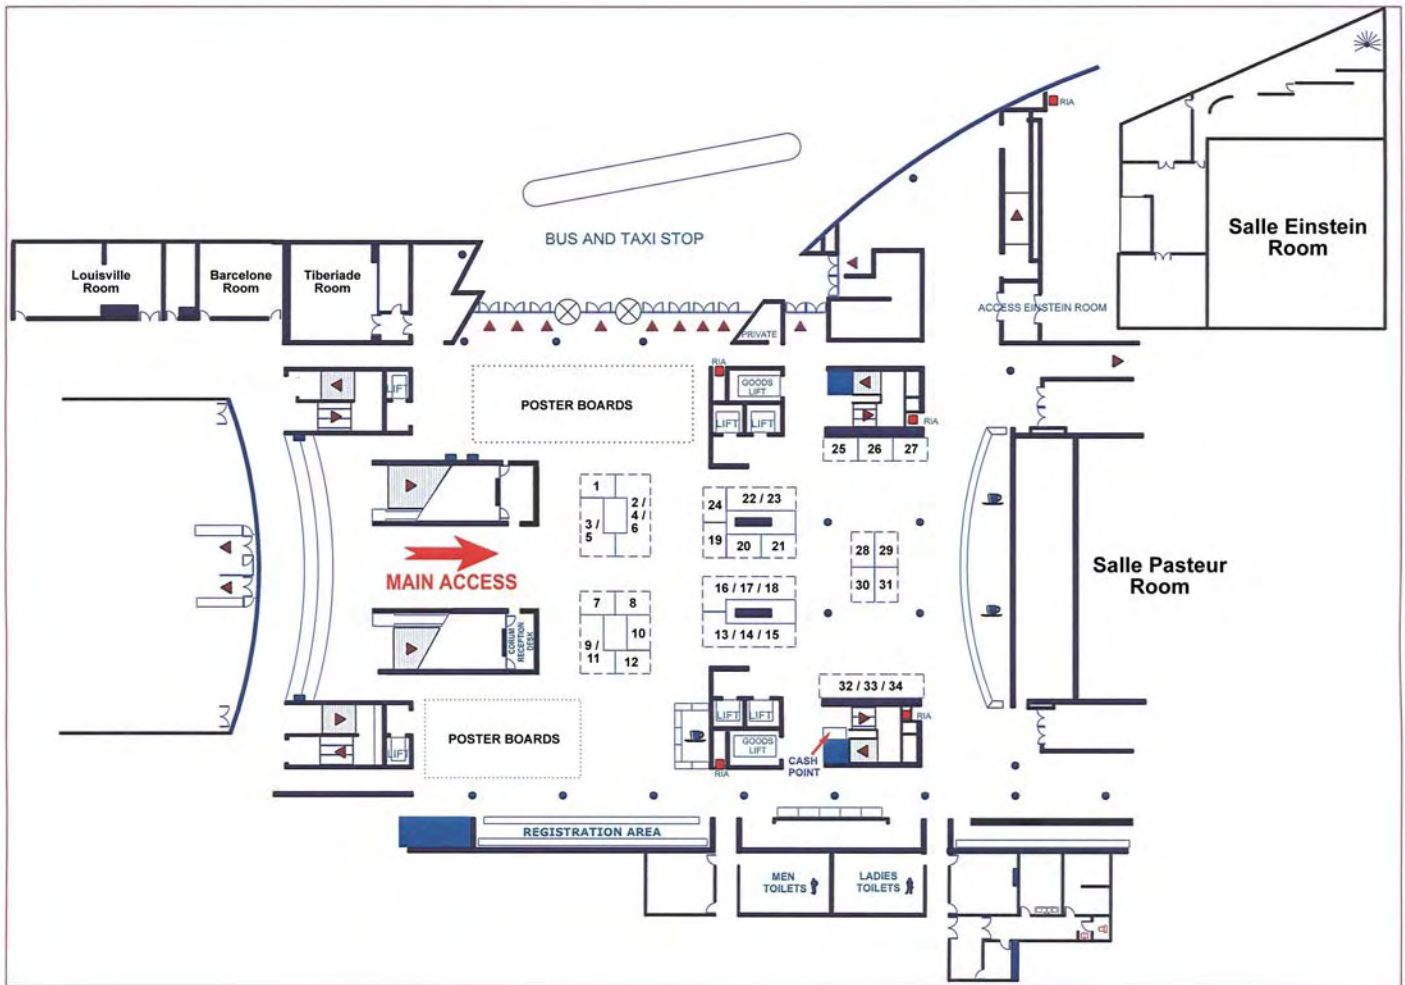 RIA
Salle Einstein
Room
BUS AND TAXI STOP
Louisville
Room
Barcelone
Room
Tiberiade
Room
ACCESS EINSTEIN ROOM
PRIVATE
RIA
LIFT
POSTER BOARDS
GOODS
LIFT
LIFT
LIFT
RIA
25
26
27
1
2 /
4 /
6
3 /
5
24
22 / 23
19
20
21
28
29
30
31
MAIN ACCESS
Salle Pasteur
Room
16 / 17 / 18
13 / 14 / 15
7
8
10
9 /
11
12
CORUM
RECEPTION
DESK
32 / 33 / 34
LIFT
LIFT
RIA
POSTER BOARDS
LIFT
GOODS
LIFT
RIA
CASH
POINT
REGISTRATION AREA
MEN
TOILETS
LADIES
TOILETS